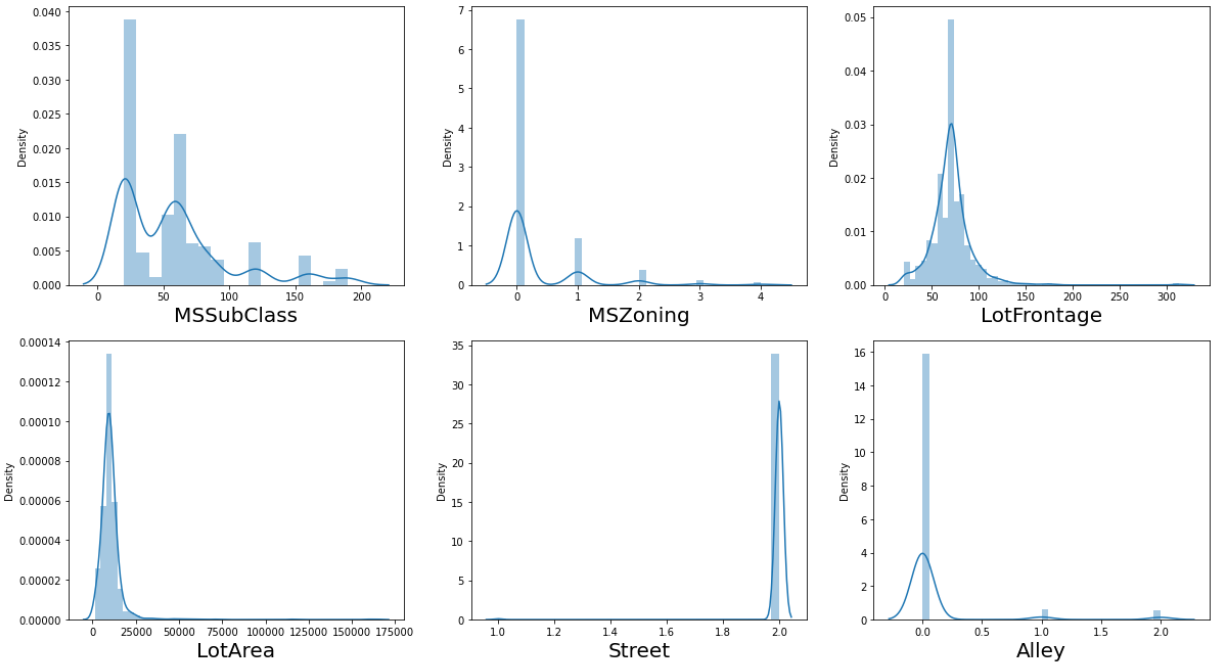 0.040
0.035
0.030
0.025
0.020
0.015
0.010
0.005
0.000
Density
0 50 100 150 200
MSSubClass
7
6
5
4
3
2
1
0
Density
0 1 2 3 4
MSZoning
0.05
0.04
0.03
0.02
0.01
0.00
Density
0 50 100 150 200 250 300
LotFrontage
0.00014
0.00012
0.00010
0.00008
0.00006
0.00004
0.00002
0.00000
Density
0 25000 50000 75000 100000 125000 150000 175000
LotArea
35
30
25
20
15
10
5
0
Density
1.0 1.2 1.4 1.6 1.8 2.0
Street
16
14
12
10
8
6
4
2
0
Density
0.0 0.5 1.0 1.5 2.0
Alley